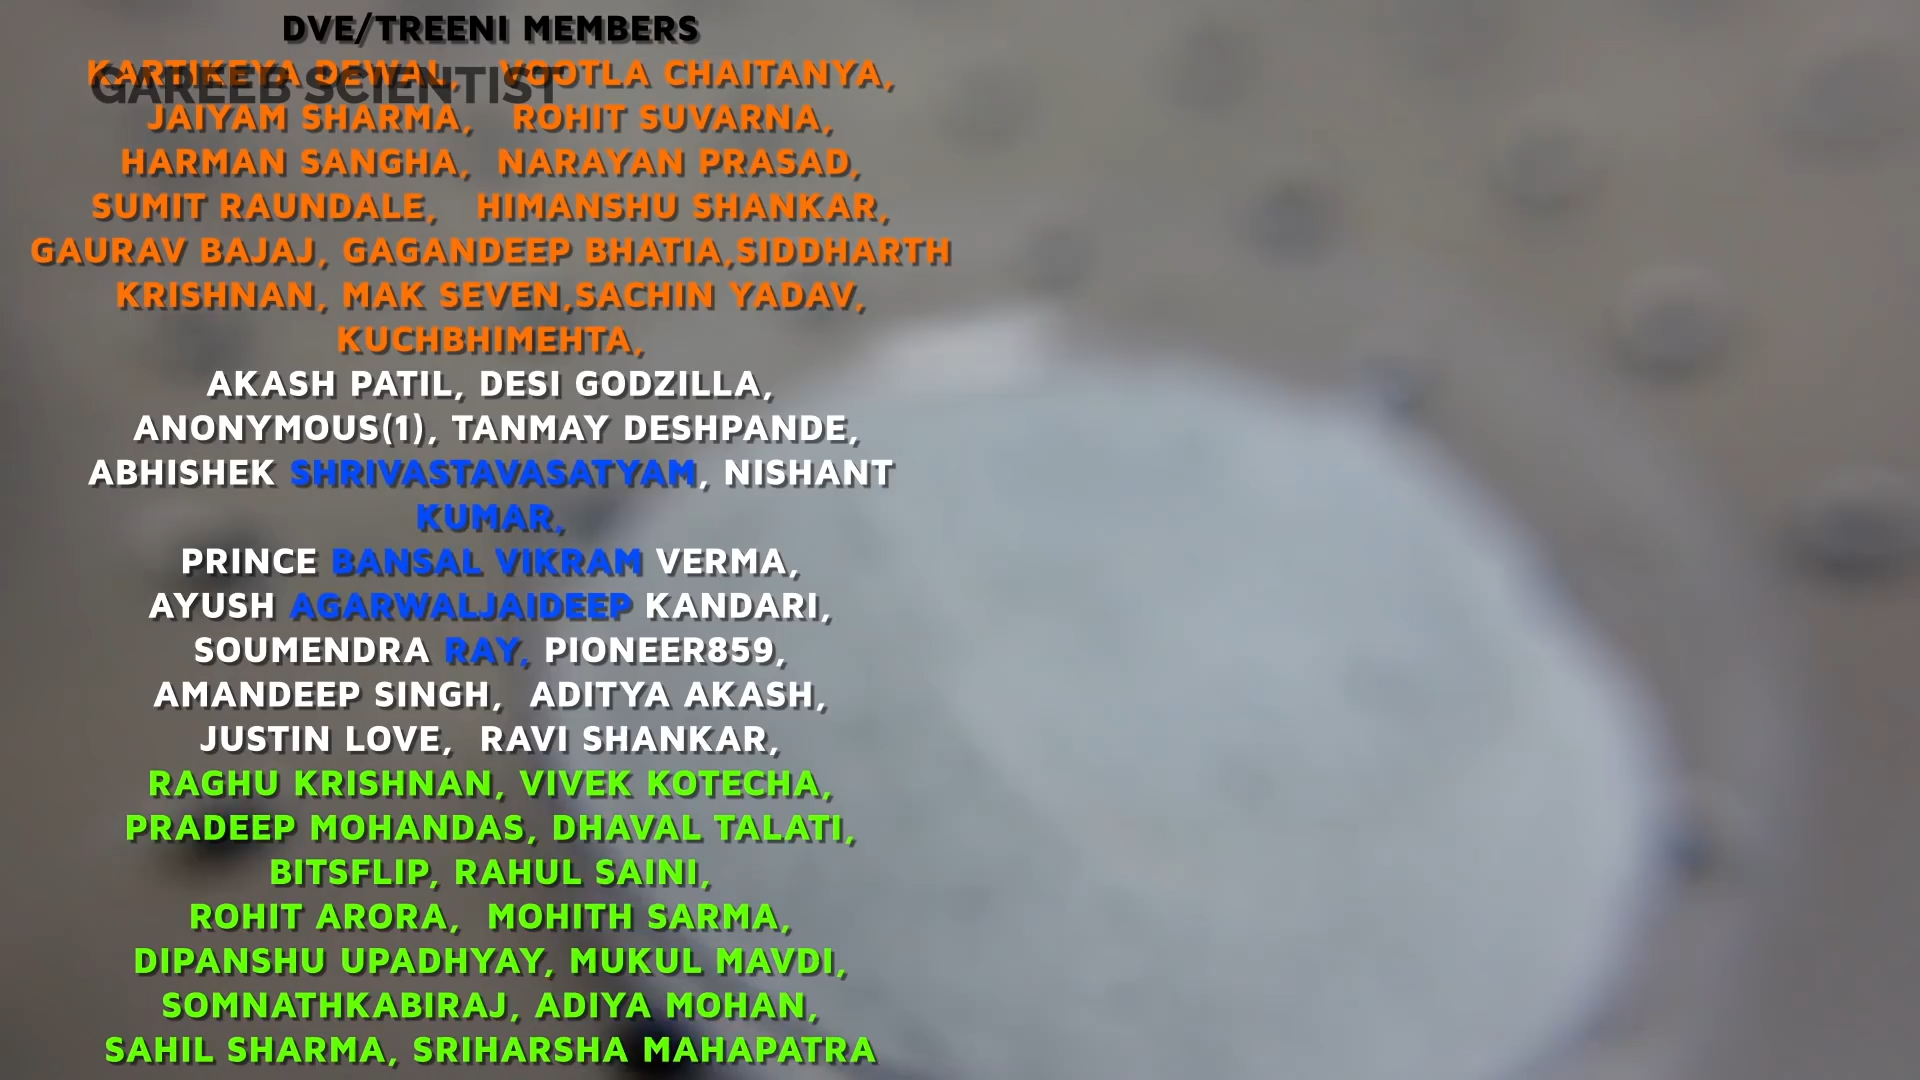 DVE/TREENI MEMBERS
KARTIKEYA DEWAL, VOOTLA CHAITANYA,
GAREEB SCIENTIST
JAIYAM SHARMA, ROHIT SUVARNA,
HARMAN SANGHA, NARAYAN PRASAD,
SUMIT RAUNDALE, HIMANSHU SHANKAR,
GAURAV BAJAJ, GAGANDEEP BHATIA,SIDDHARTH
KRISHNAN, MAK SEVEN,SACHIN YADAV,
KUCHBHIMEHTA,
AKASH PATIL, DESI GODZILLA,
ANONYMOUS(1), TANMAY DESHPANDE,
ABHISHEK SHRIVASTAVASATYAM, NISHANT
KUMAR,
PRINCE BANSAL VIKRAM VERMA,
AYUSH AGARWALJAIDEEP KANDARI,
SOUMENDRA RAY, PIONEER859,
AMANDEEP SINGH, ADITYA AKASH,
JUSTIN LOVE, RAVI SHANKAR,
RAGHU KRISHNAN, VIVEK KOTECHA,
PRADEEP MOHANDAS, DHAVAL TALATI,
BITSFLIP, RAHUL SAINI,
ROHIT ARORA, MOHITH SARMA,
DIPANSHU UPADHYAY, MUKUL MAVDI,
SOMNATHKABIRAJ, ADIYA MOHAN,
SAHIL SHARMA, SRIHARSHA MAHAPATRA